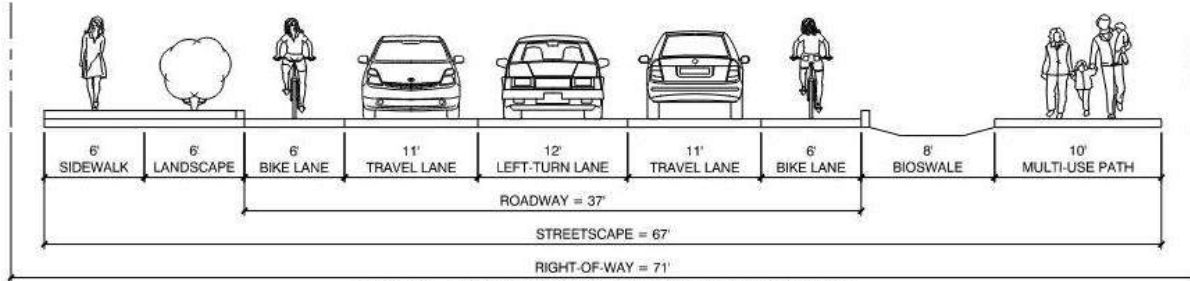 6' 6' 6' 11' 12' 11' 6' 8' 10'
SIDEWALK LANDSCAPE BIKE LANE TRAVEL LANE LEFT-TURN LANE TRAVEL LANE BIKE LANE BIOSWALE MULTI-USE PATH
ROADWAY = 37'
STREETSCAPE = 67'
RIGHT-OF-WAY = 71'